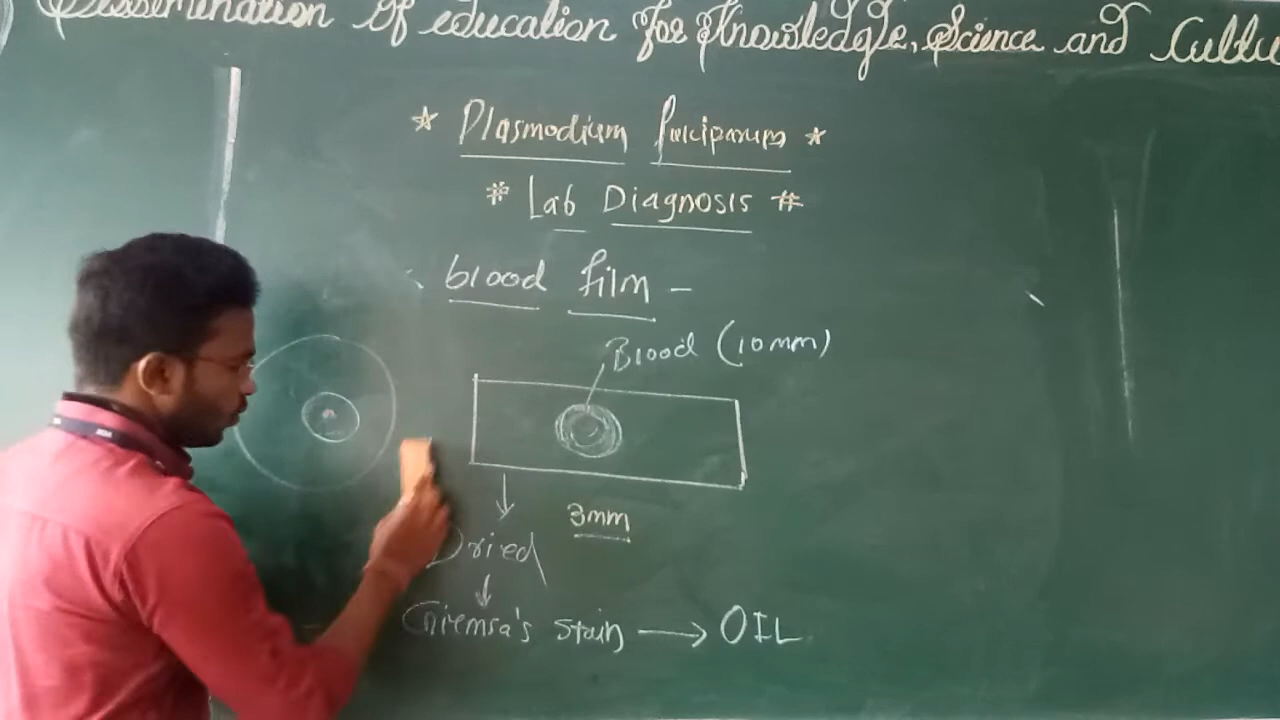 Dissemination of education for Knowledge, Science and Cultu
* Plasmodium falciparum *
* Lab Diagnosis #
blood film -
Blood (10mm)
3mm
Dried
Giemsa's stain → OIL